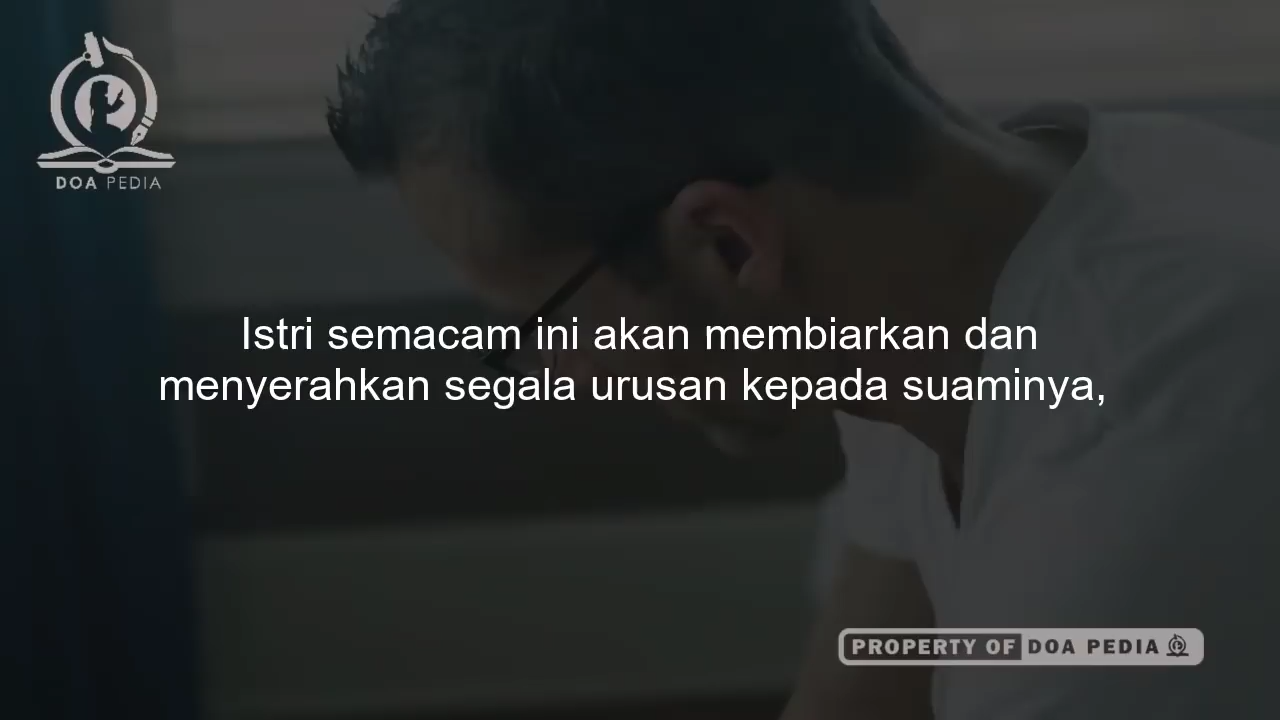 DOA PEDIA
Istri semacam ini akan membiarkan dan
menyerahkan segala urusan kepada suaminya,
PROPERTY OF DOA PEDIA